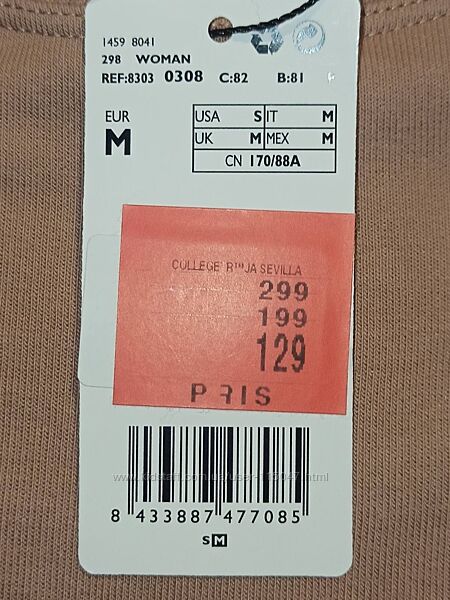 1459 8041
298 WOMAN
REF:8303 0308 C:82 B:81
EUR
M
USA S IT M
UK M MEX M
CN 170/88A
COLLEGE SEVILLA
299
199
129
PRIS
8 433887 477085
S M